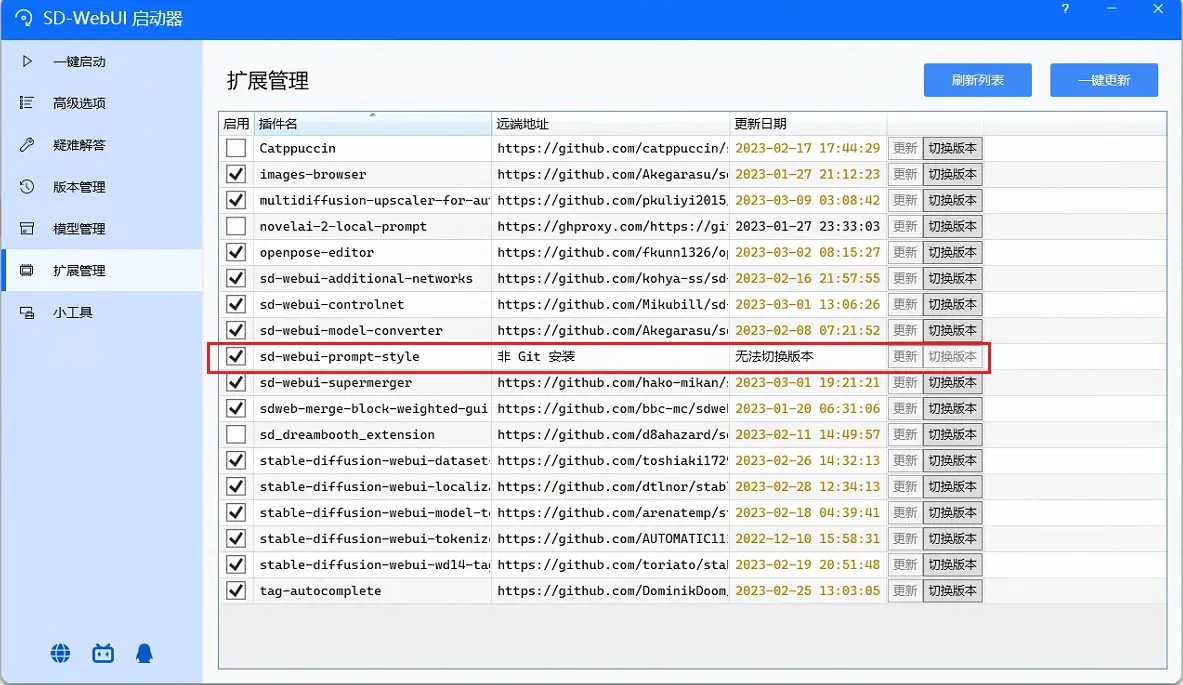 SD-WebUI 启动器 ?
一键启动
高级选项
疑难解答
版本管理
模型管理
扩展管理
小工具
扩展管理 刷新列表 一键更新
启用 插件名 远端地址 更新日期
Catppuccin https://github.com/catppuccin/ 2023-02-17 17:44:29 更新 切换版本
images-browser https://github.com/Akegarasu/s 2023-01-27 21:12:23 更新 切换版本
multidiffusion-upscaler-for-au https://github.com/pkuliyi2015 2023-03-09 03:08:42 更新 切换版本
novelai-2-local-prompt https://ghproxy.com/https://gi 2023-01-27 23:33:03 更新 切换版本
openpose-editor https://github.com/fkunn1326/o 2023-03-02 08:15:27 更新 切换版本
sd-webui-additional-networks https://github.com/kohya-ss/sd- 2023-02-16 21:57:55 更新 切换版本
sd-webui-controlnet https://github.com/Mikubill/sd- 2023-03-01 13:06:26 更新 切换版本
sd-webui-model-converter https://github.com/Akegarasu/s 2023-02-08 07:21:52 更新 切换版本
sd-webui-prompt-style 非 Git 安装 无法切换版本 更新 切换版本
sd-webui-supermerger https://github.com/hako-mikan/ 2023-03-01 19:21:21 更新 切换版本
sdweb-merge-block-weighted-gui https://github.com/bbc-mc/sdwe 2023-01-20 06:31:06 更新 切换版本
sd_dreambooth_extension https://github.com/d8ahazard/s 2023-02-11 14:49:57 更新 切换版本
stable-diffusion-webui-dataset- https://github.com/toshiaki172 2023-02-26 14:32:13 更新 切换版本
stable-diffusion-webui-localiz https://github.com/dtlnor/stab 2023-02-28 12:34:13 更新 切换版本
stable-diffusion-webui-model-t https://github.com/arenatemp/s 2023-02-18 04:39:41 更新 切换版本
stable-diffusion-webui-tokeniz https://github.com/AUTOMATIC11 2022-12-10 15:58:31 更新 切换版本
stable-diffusion-webui-wd14-ta https://github.com/toriato/sta 2023-02-19 20:51:48 更新 切换版本
tag-autocomplete https://github.com/DominikDoom 2023-02-25 13:03:05 更新 切换版本